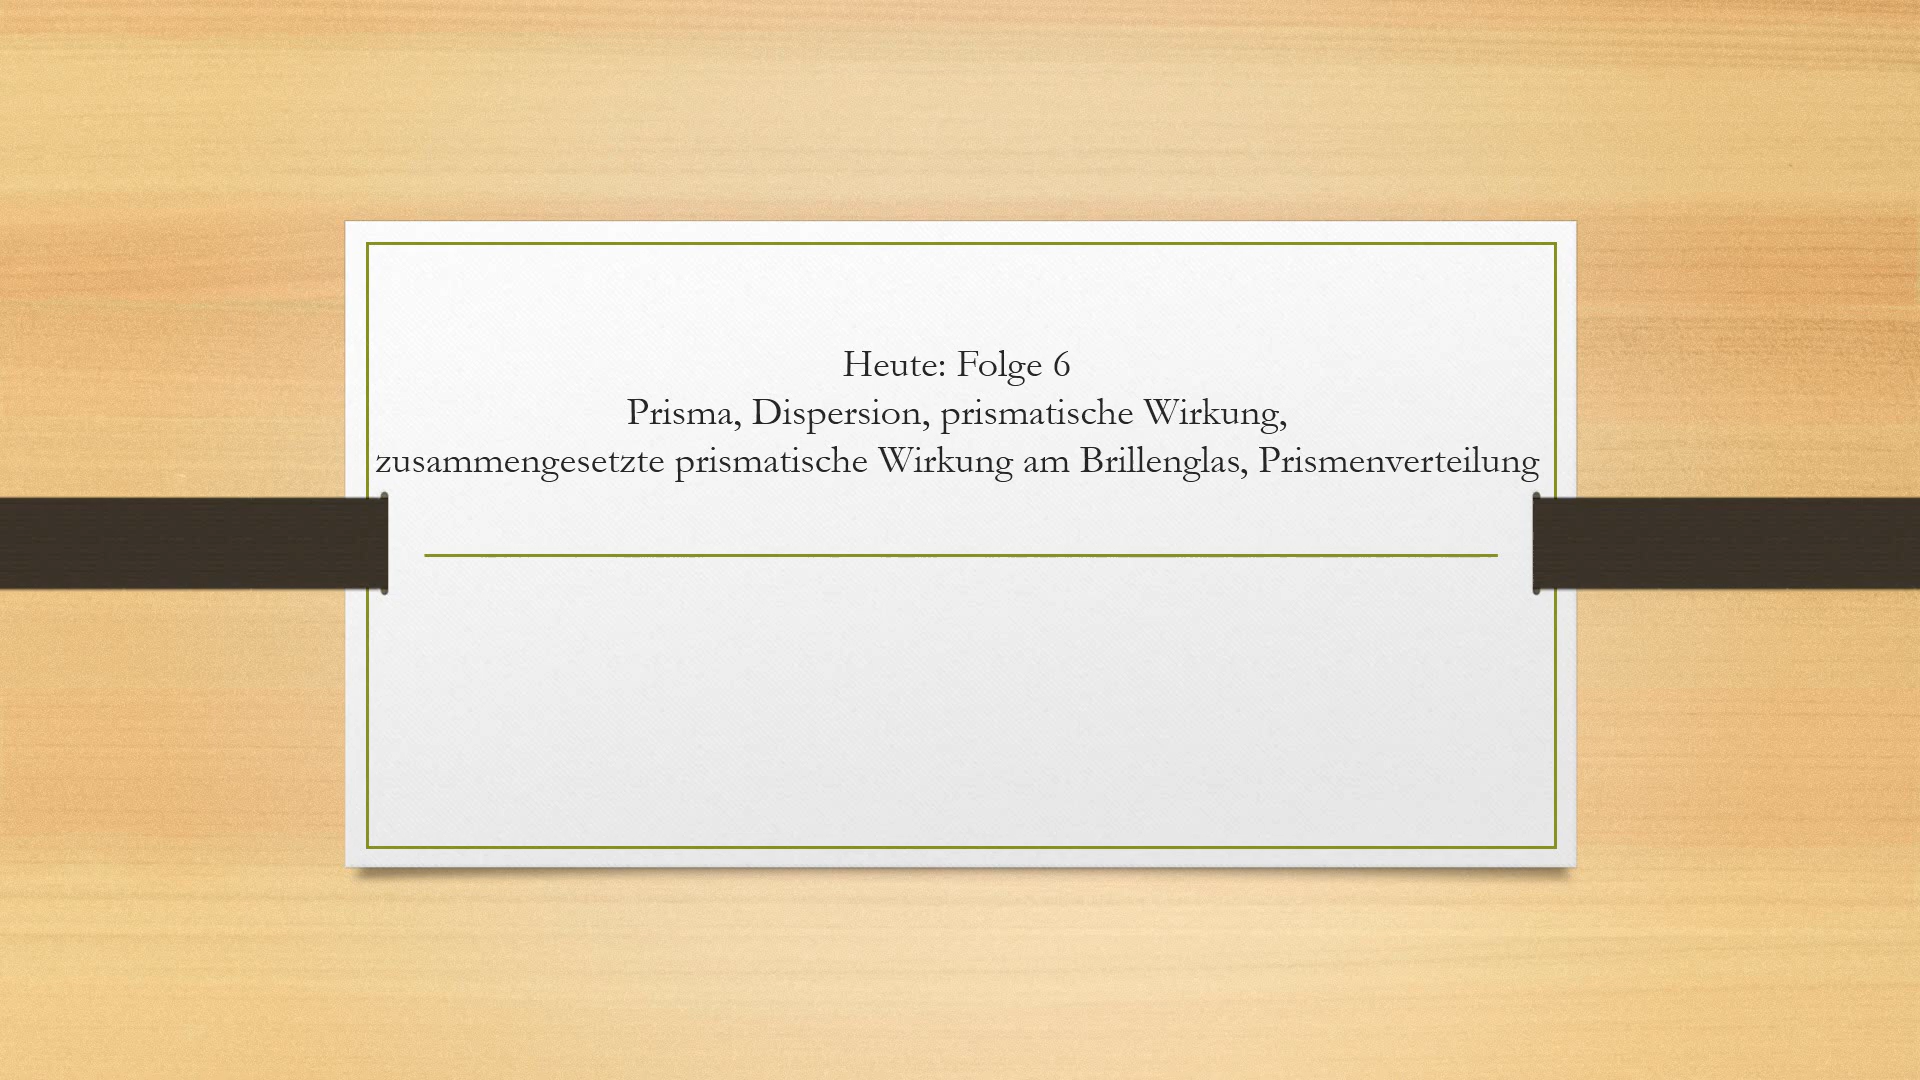 Heute: Folge 6
Prisma, Dispersion, prismatische Wirkung,
zusammengesetzte prismatische Wirkung am Brillenglas, Prismenverteilung